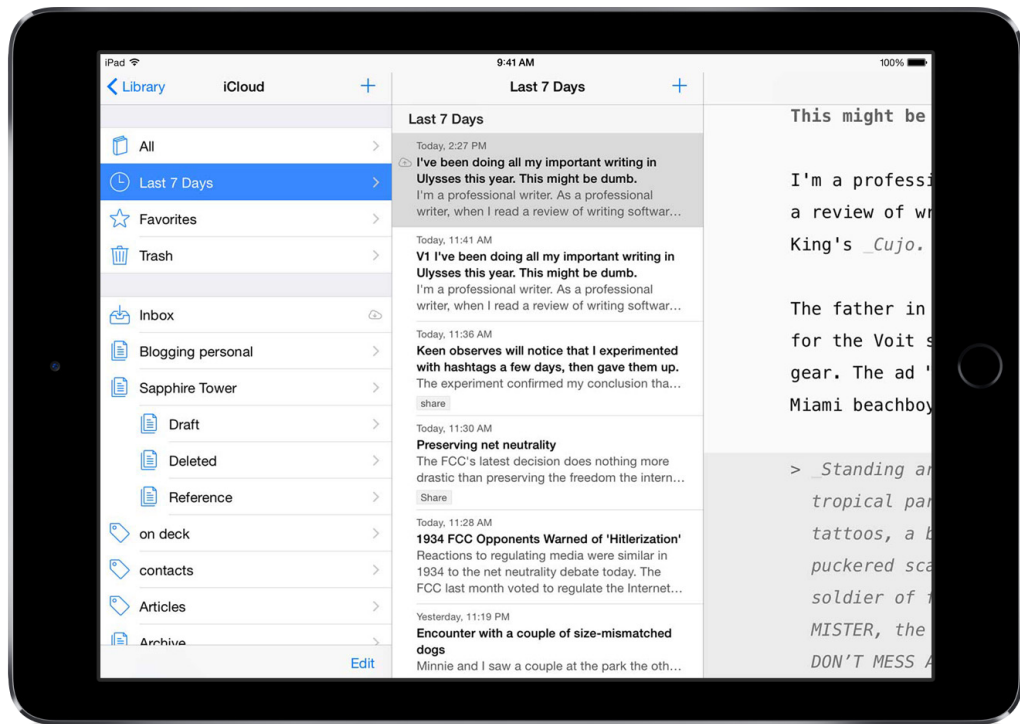 iPad
9:41 AM
100%
Library
iCloud
+
All
Last 7 Days
Favorites
Trash
Inbox
Blogging personal
Sapphire Tower
Draft
Deleted
Reference
on deck
contacts
Articles
Archive
Edit
Last 7 Days
+
Last 7 Days
Today, 2:27 PM
I've been doing all my important writing in
Ulysses this year. This might be dumb.
I'm a professional writer. As a professional
writer, when I read a review of writing softwar…
Today, 11:41 AM
V1 I've been doing all my important writing in
Ulysses this year. This might be dumb.
I'm a professional writer. As a professional
writer, when I read a review of writing softwar…
Today, 11:36 AM
Keen observes will notice that I experimented
with hashtags a few days, then gave them up.
The experiment confirmed my conclusion tha…
share
Today, 11:30 AM
Preserving net neutrality
The FCC's latest decision does nothing more
drastic than preserving the freedom the intern…
Share
Today, 11:28 AM
1934 FCC Opponents Warned of 'Hitlerization'
Reactions to regulating media were similar in
1934 to the net neutrality debate today. The
FCC last month voted to regulate the Internet…
Yesterday, 11:19 PM
Encounter with a couple of size-mismatched
dogs
Minnie and I saw a couple at the park the oth…
This might be
I'm a professi
a review of wr
King's _Cujo.
The father in
for the Voit s
gear. The ad "
Miami beachboy
> _Standing ar
tropical par
tattoos, a b
puckered sca
soldier of f
MISTER, the
DON'T MESS A